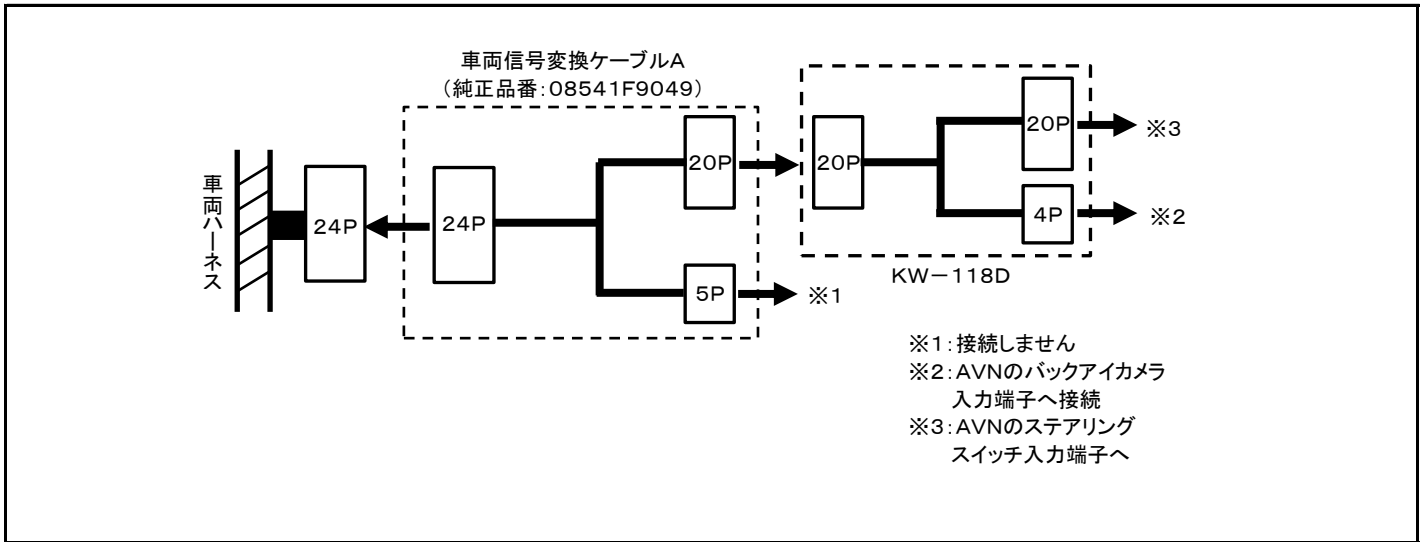 車両信号変換ケーブルA
(純正品番:08541F9049)
車両ハーネス
24P
24P
20P
5P
※1
20P
20P
※3
4P
※2
KW-118D
※1:接続しません
※2:AVNのバックアイカメラ
入力端子へ接続
※3:AVNのステアリング
スイッチ入力端子へ